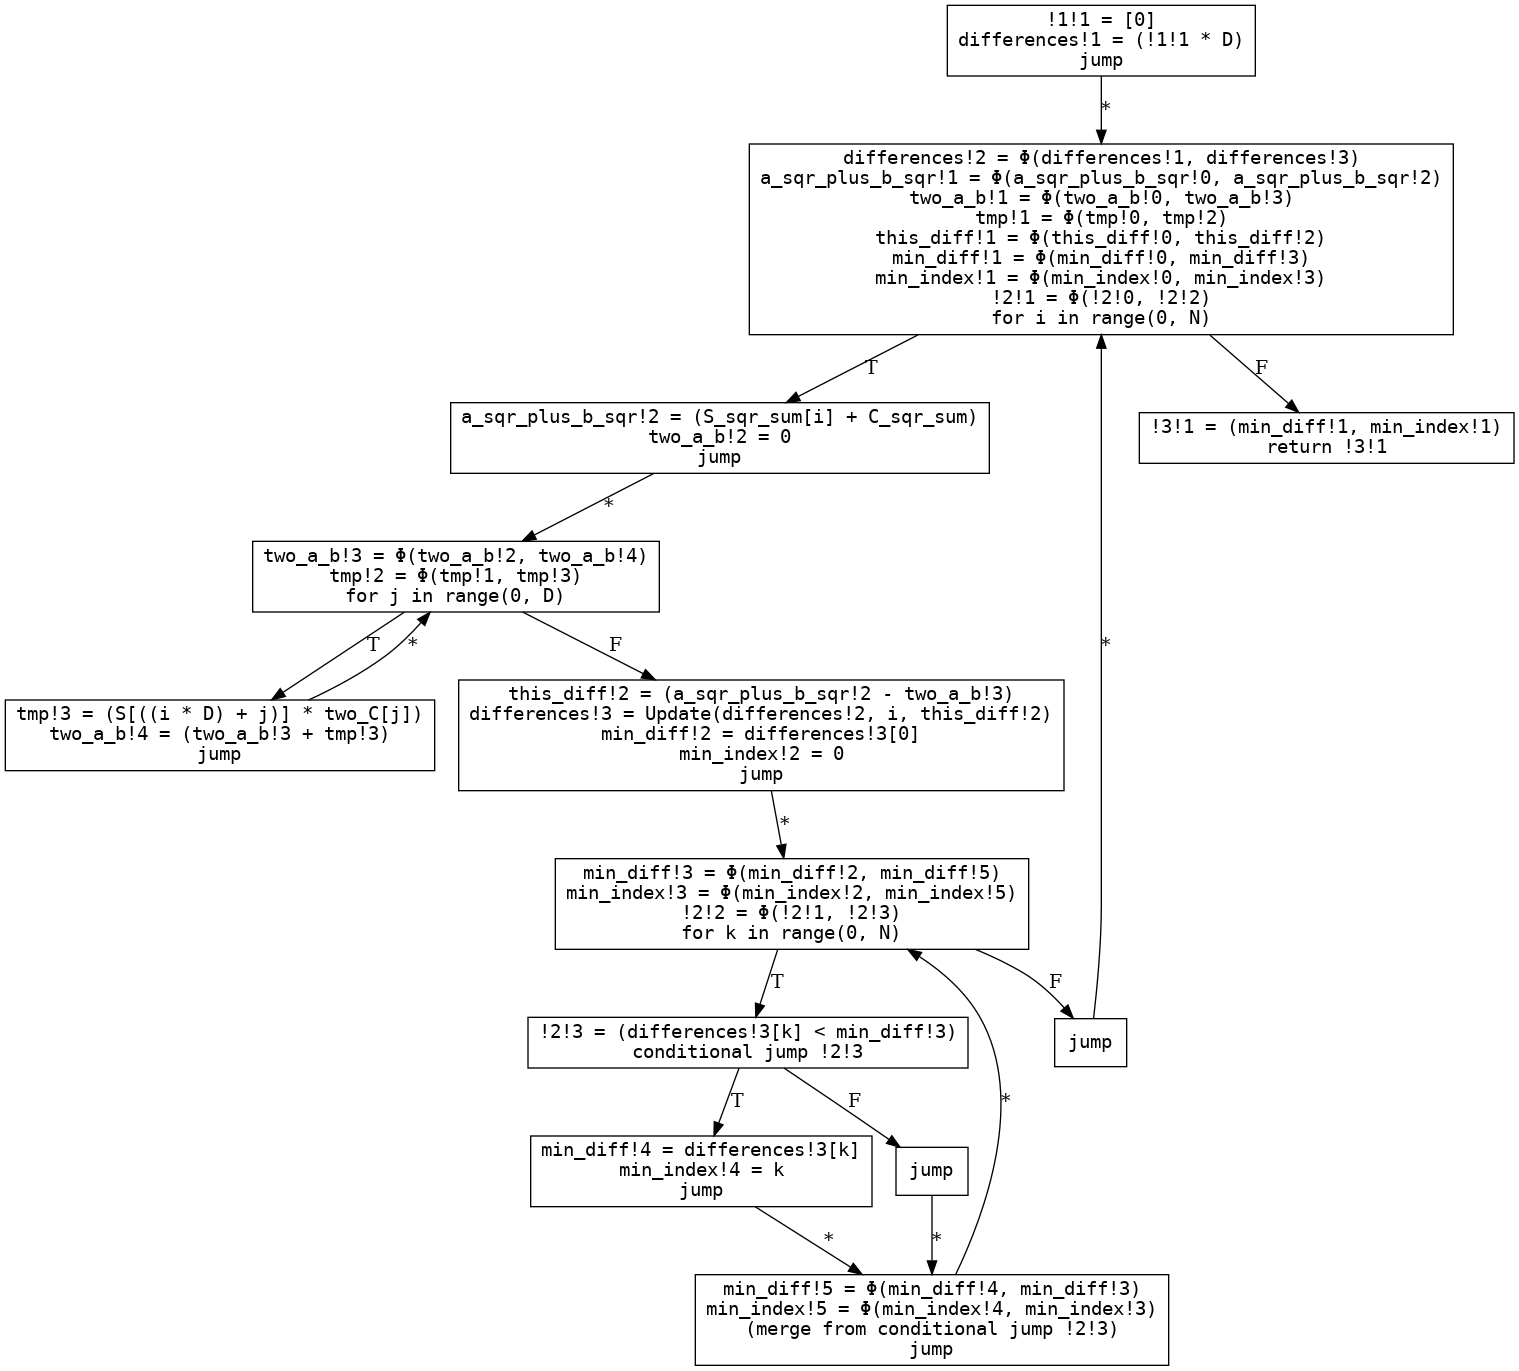 !1!1 = [0]
differences!1 = (!1!1 * D)
jump
*
differences!2 = Φ(differences!1, differences!3)
a_sqr_plus_b_sqr!1 = Φ(a_sqr_plus_b_sqr!0, a_sqr_plus_b_sqr!2)
two_a_b!1 = Φ(two_a_b!0, two_a_b!3)
tmp!1 = Φ(tmp!0, tmp!2)
this_diff!1 = Φ(this_diff!0, this_diff!2)
min_diff!1 = Φ(min_diff!0, min_diff!3)
min_index!1 = Φ(min_index!0, min_index!3)
!2!1 = Φ(!2!0, !2!2)
for i in range(0, N)
T
F
a_sqr_plus_b_sqr!2 = (S_sqr_sum[i] + C_sqr_sum)
two_a_b!2 = 0
jump
!3!1 = (min_diff!1, min_index!1)
return !3!1
*
two_a_b!3 = Φ(two_a_b!2, two_a_b!4)
tmp!2 = Φ(tmp!1, tmp!3)
for j in range(0, D)
T
*
F
*
tmp!3 = (S[((i * D) + j)] * two_C[j])
two_a_b!4 = (two_a_b!3 + tmp!3)
jump
this_diff!2 = (a_sqr_plus_b_sqr!2 - two_a_b!3)
differences!3 = Update(differences!2, i, this_diff!2)
min_diff!2 = differences!3[0]
min_index!2 = 0
jump
*
min_diff!3 = Φ(min_diff!2, min_diff!5)
min_index!3 = Φ(min_index!2, min_index!5)
!2!2 = Φ(!2!1, !2!3)
for k in range(0, N)
T
F
!2!3 = (differences!3[k] < min_diff!3)
conditional jump !2!3
jump
T
F
*
min_diff!4 = differences!3[k]
min_index!4 = k
jump
jump
*
*
min_diff!5 = Φ(min_diff!4, min_diff!3)
min_index!5 = Φ(min_index!4, min_index!3)
(merge from conditional jump !2!3)
jump